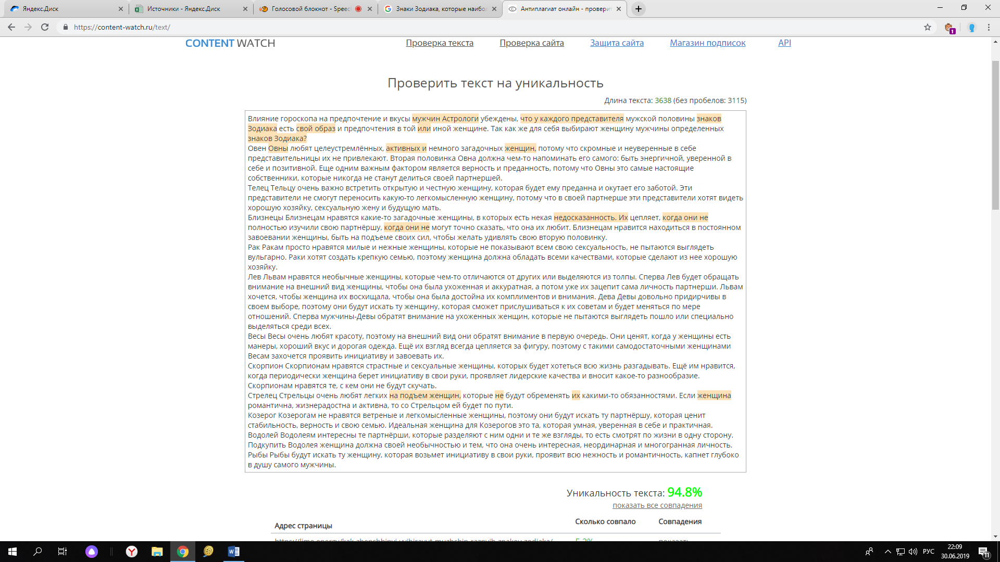 Яндекс.Диск
Источники - Яндекс.Диск
Голосовой блокнот - Speec
Знаки Зодиака, которые наибол
Антиплагиат онлайн - проверит
https://content-watch.ru/text/
1
CONTENT WATCH
Проверка текста
Проверка сайта
Защита сайта
Магазин подписок
API
Проверить текст на уникальность
Длина текста: 3638 (без пробелов: 3115)
Влияние гороскопа на предпочтение и вкусы мужчин Астрологи убеждены, что у каждого представителя мужской половины знаков
Зодиака есть свой образ и предпочтения в той или иной женщине. Так как же для себя выбирают женщину мужчины определенных
знаков Зодиака?
Овен Овны любят целеустремлённых, активных и немного загадочных женщин, потому что скромные и неуверенные в себе
представительницы их не привлекают. Вторая половинка Овна должна чем-то напоминать его самого: быть энергичной, уверенной в
себе и позитивной. Еще одним важным фактором является верность и преданность, потому что Овны это самые настоящие
собственники, которые никогда не станут делиться своей партнершей.
Телец Тельцу очень важно встретить открытую и честную женщину, которая будет ему преданна и окутает его заботой. Эти
представители не смогут переносить какую-то легкомысленную женщину, потому что в своей партнерше эти представители хотят видеть
хорошую хозяйку, сексуальную жену и будущую мать.
Близнецы Близнецам нравятся какие-то загадочные женщины, в которых есть некая недосказанность. Их цепляет, когда они не
полностью изучили свою партнёршу, когда они не могут точно сказать, что она их любит. Близнецам нравится находиться в постоянном
завоевании женщины, быть на подъеме своих сил, чтобы желать удивлять свою вторую половинку.
Рак Ракам просто нравятся милые и нежные женщины, которые не показывают всем свою сексуальность, не пытаются выглядеть
вульгарно. Раки хотят создать крепкую семью, поэтому женщина должна обладать всеми качествами, которые сделают из нее хорошую
хозяйку.
Лев Львам нравятся необычные женщины, которые чем-то отличаются от других или выделяются из толпы. Сперва Лев будет обращать
внимание на внешний вид женщины, чтобы она была ухоженная и аккуратная, а потом уже их зацепит сама личность партнерши. Львам
хочется, чтобы женщина их восхищала, чтобы она была достойна их комплиментов и внимания. Дева Девы довольно придирчивы в
своем выборе, поэтому они будут искать ту женщину, которая сможет прислушиваться к их советам и будет меняться по мере
отношений. Сперва мужчины-Девы обратят внимание на ухоженных женщин, которые не пытаются выглядеть пошло или специально
выделяться среди всех.
Весы Весы очень любят красоту, поэтому на внешний вид они обратят внимание в первую очередь. Они ценят, когда у женщины есть
манеры, хороший вкус и дорогая одежда. Ещё их взгляд всегда цепляется за фигуру, поэтому с такими самодостаточными женщинами
Весам захочется проявить инициативу и завоевать их.
Скорпион Скорпионам нравятся страстные и сексуальные женщины, которых будет хотеться всю жизнь разгадывать. Ещё им нравится,
когда периодически женщина берет инициативу в свои руки, проявляет лидерские качества и вносит какое-то разнообразие.
Скорпионам нравятся те, с кем они не будут скучать.
Стрелец Стрельцы очень любят легких на подъем женщин, которые не будут обременять их какими-то обязанностями. Если женщина
романтична, жизнерадостна и активна, то со Стрельцом ей будет по пути.
Козерог Козерогам не нравятся ветреные и легкомысленные женщины, поэтому они будут искать ту партнёршу, которая ценит
стабильность, верность и свою семью. Идеальная женщина для Козерогов это та, которая умная, уверенная в себе и практичная.
Водолей Водолеям интересны те партнёрши, которые разделяют с ним одни и те же взгляды, то есть смотрят по жизни в одну сторону.
Подкупить Водолея женщина должна своей необычностью и тем, что она очень интересная, неординарная и многогранная личность.
Рыбы Рыбы будут искать ту женщину, которая возьмет инициативу в свои руки, проявит всю нежность и романтичность, капнет глубоко
в душу самого мужчины.
Уникальность текста: 94.8%
показать все совпадения
Адрес страницы
Сколько совпало
Совпадения
https://lime.energy/kak-zhenshhinyi-vyibirayut-muzhchin-raznyih-znakov-zodiaka/
5.2%
показать
РУС
22:09
30.06.2019
11